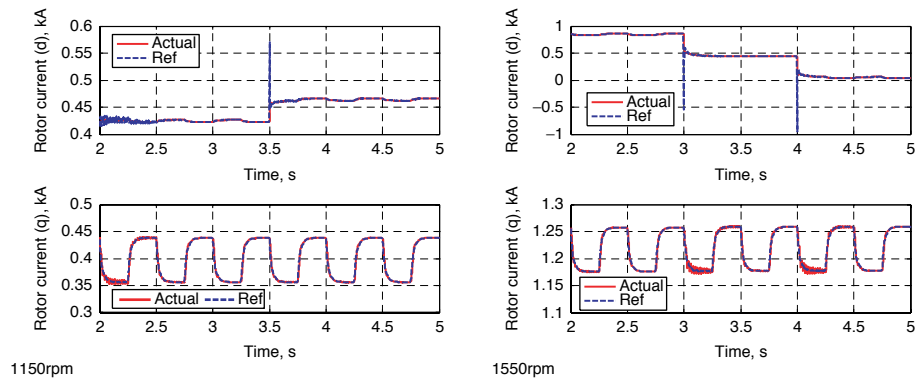 Rotor current (d), kA
0.6
0.55
0.5
0.45
0.4
Actual
Ref
2 2.5 3 3.5 4 4.5 5
Time, s
Rotor current (q), kA
0.5
0.45
0.4
0.35
0.3
Actual Ref
2 2.5 3 3.5 4 4.5 5
Time, s
1150rpm
Rotor current (d), kA
1
0.5
0
−0.5
−1
Actual
Ref
2 2.5 3 3.5 4 4.5 5
Time, s
Rotor current (q), kA
1.3
1.25
1.2
1.15
1.1
Actual
Ref
2 2.5 3 3.5 4 4.5 5
Time, s
1550rpm